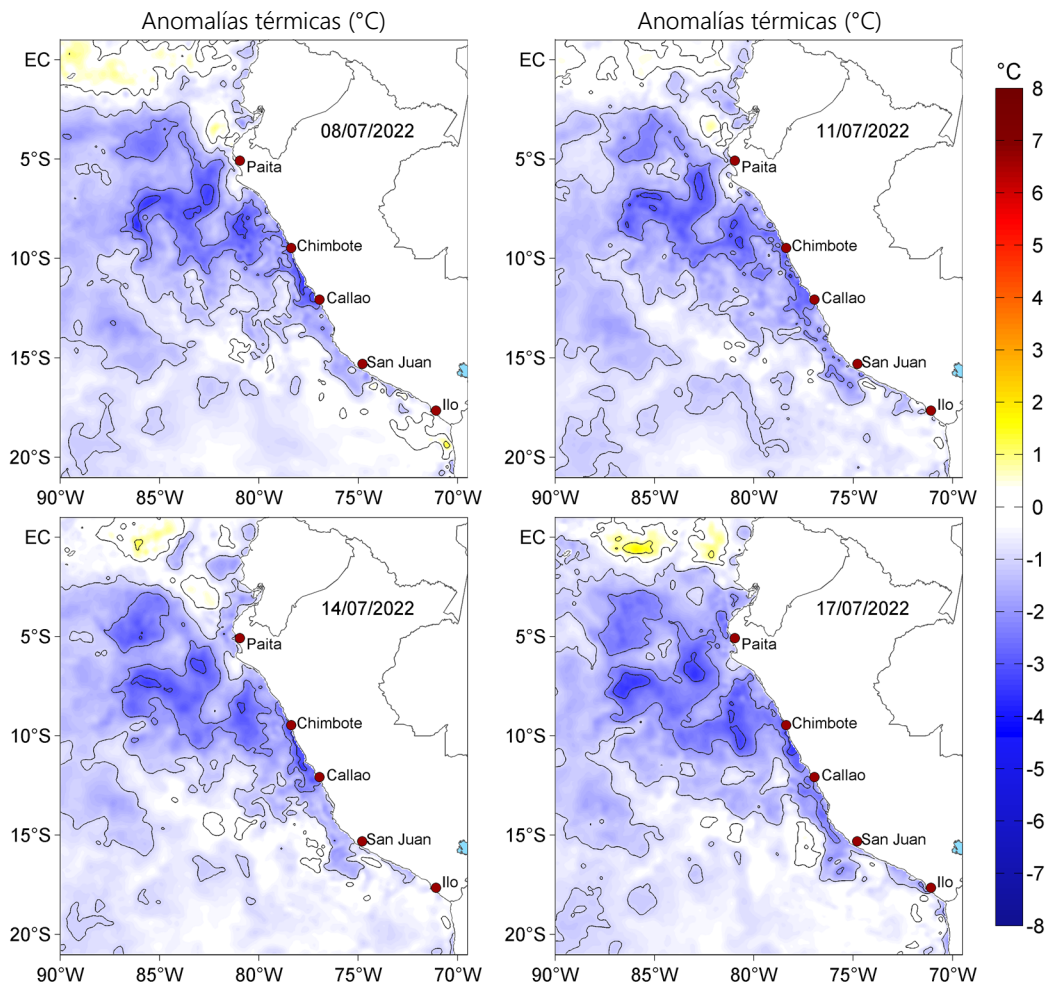 Anomalías térmicas (°C)
Anomalías térmicas (°C)
EC
5°S
10°S
15°S
20°S
90°W
85°W
80°W
75°W
70°W
08/07/2022
Paita
Chimbote
Callao
San Juan
Ilo
90°W
85°W
80°W
75°W
70°W
EC
5°S
10°S
15°S
20°S
11/07/2022
Paita
Chimbote
Callao
San Juan
Ilo
EC
5°S
10°S
15°S
20°S
90°W
85°W
80°W
75°W
70°W
14/07/2022
Paita
Chimbote
Callao
San Juan
Ilo
EC
5°S
10°S
15°S
20°S
90°W
85°W
80°W
75°W
70°W
17/07/2022
Paita
Chimbote
Callao
San Juan
Ilo
°C
8
7
6
5
4
3
2
1
0
-1
-2
-3
-4
-5
-6
-7
-8